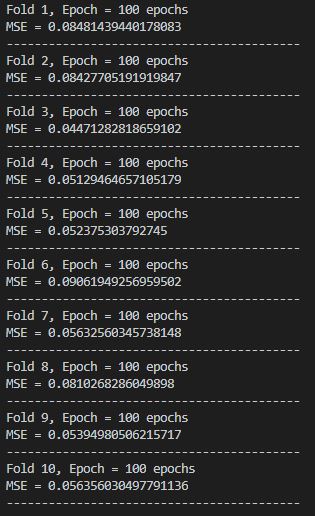 Fold 1, Epoch = 100 epochs
MSE = 0.08481439440178083
------------------------------------------
Fold 2, Epoch = 100 epochs
MSE = 0.08427705191919847
------------------------------------------
Fold 3, Epoch = 100 epochs
MSE = 0.04471282818659102
------------------------------------------
Fold 4, Epoch = 100 epochs
MSE = 0.05129464657105179
------------------------------------------
Fold 5, Epoch = 100 epochs
MSE = 0.052375303792745
------------------------------------------
Fold 6, Epoch = 100 epochs
MSE = 0.09061949256959502
------------------------------------------
Fold 7, Epoch = 100 epochs
MSE = 0.05632560345738148
------------------------------------------
Fold 8, Epoch = 100 epochs
MSE = 0.0810268286049898
------------------------------------------
Fold 9, Epoch = 100 epochs
MSE = 0.05394980506215717
------------------------------------------
Fold 10, Epoch = 100 epochs
MSE = 0.056356030497791136
------------------------------------------